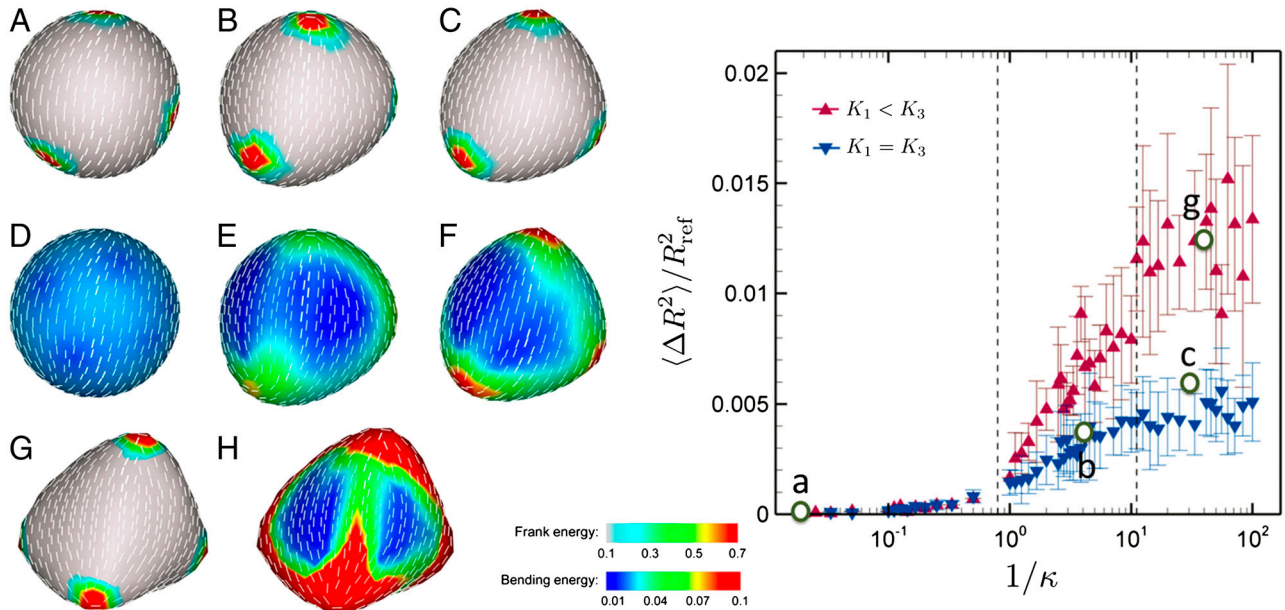 A
B
C
D
E
F
G
H
Frank energy:
0.1 0.3 0.5 0.7
Bending energy:
0.01 0.04 0.07 0.1
⟨ΔR²⟩/R²ref
0.02
0.015
0.01
0.005
0
K₁ < K₃
K₁ = K₃
a
b
c
g
10⁻¹ 10⁰ 10¹ 10²
1/κ